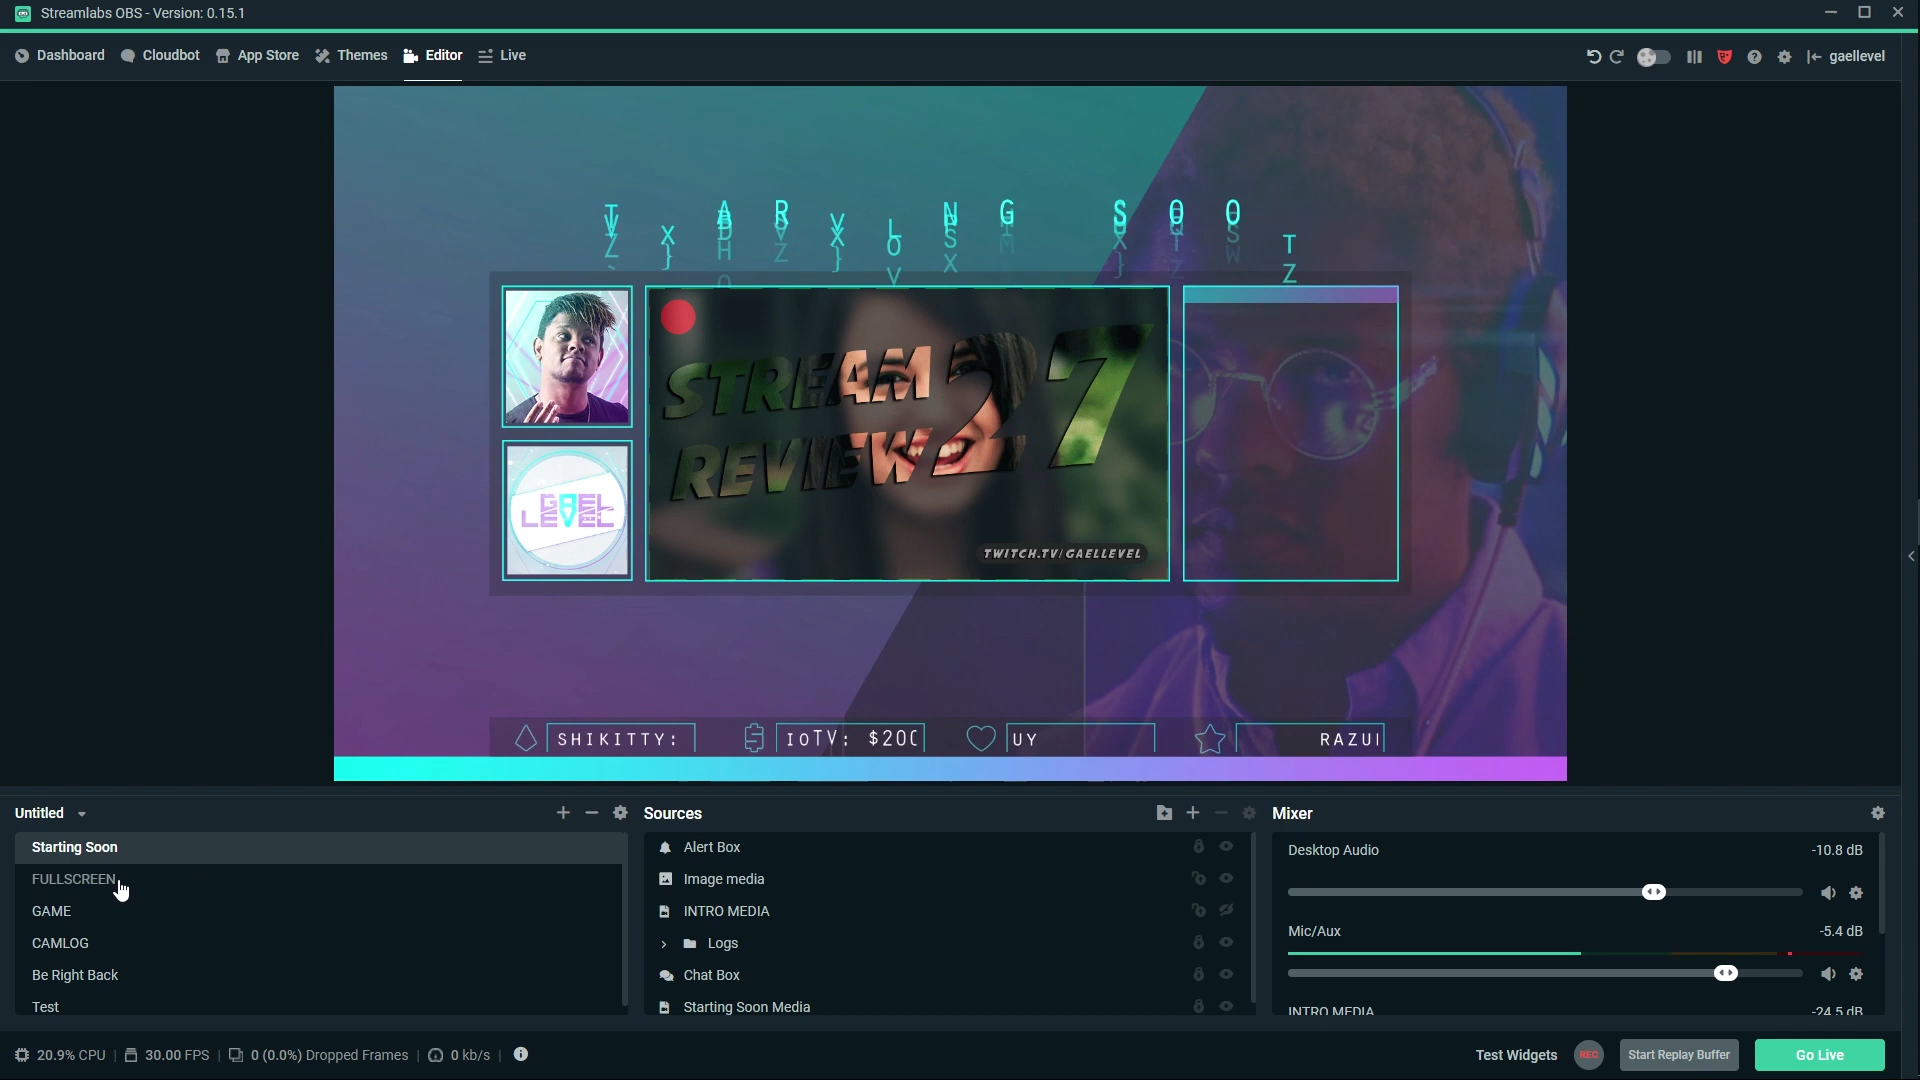 Streamlabs OBS - Version: 0.15.1
Dashboard Cloudbot App Store Themes Editor Live
gaellevel
T A R N G S O O
STREAM 27
REVIEW
GAEL
LEVEL
TWITCH.TV/GAELLEVEL
SHIKITTY: IOTV: $200 UY RAZU
Untitled
Starting Soon
FULLSCREEN
GAME
CAMLOG
Be Right Back
Test
Sources
Alert Box
Image media
INTRO MEDIA
Logs
Chat Box
Starting Soon Media
Mixer
Desktop Audio -10.8 dB
Mic/Aux -5.4 dB
INTRO MEDIA -24.5 dB
20.9% CPU | 30.00 FPS | 0 (0.0%) Dropped Frames | 0 kb/s |
Test Widgets REC Start Replay Buffer Go Live